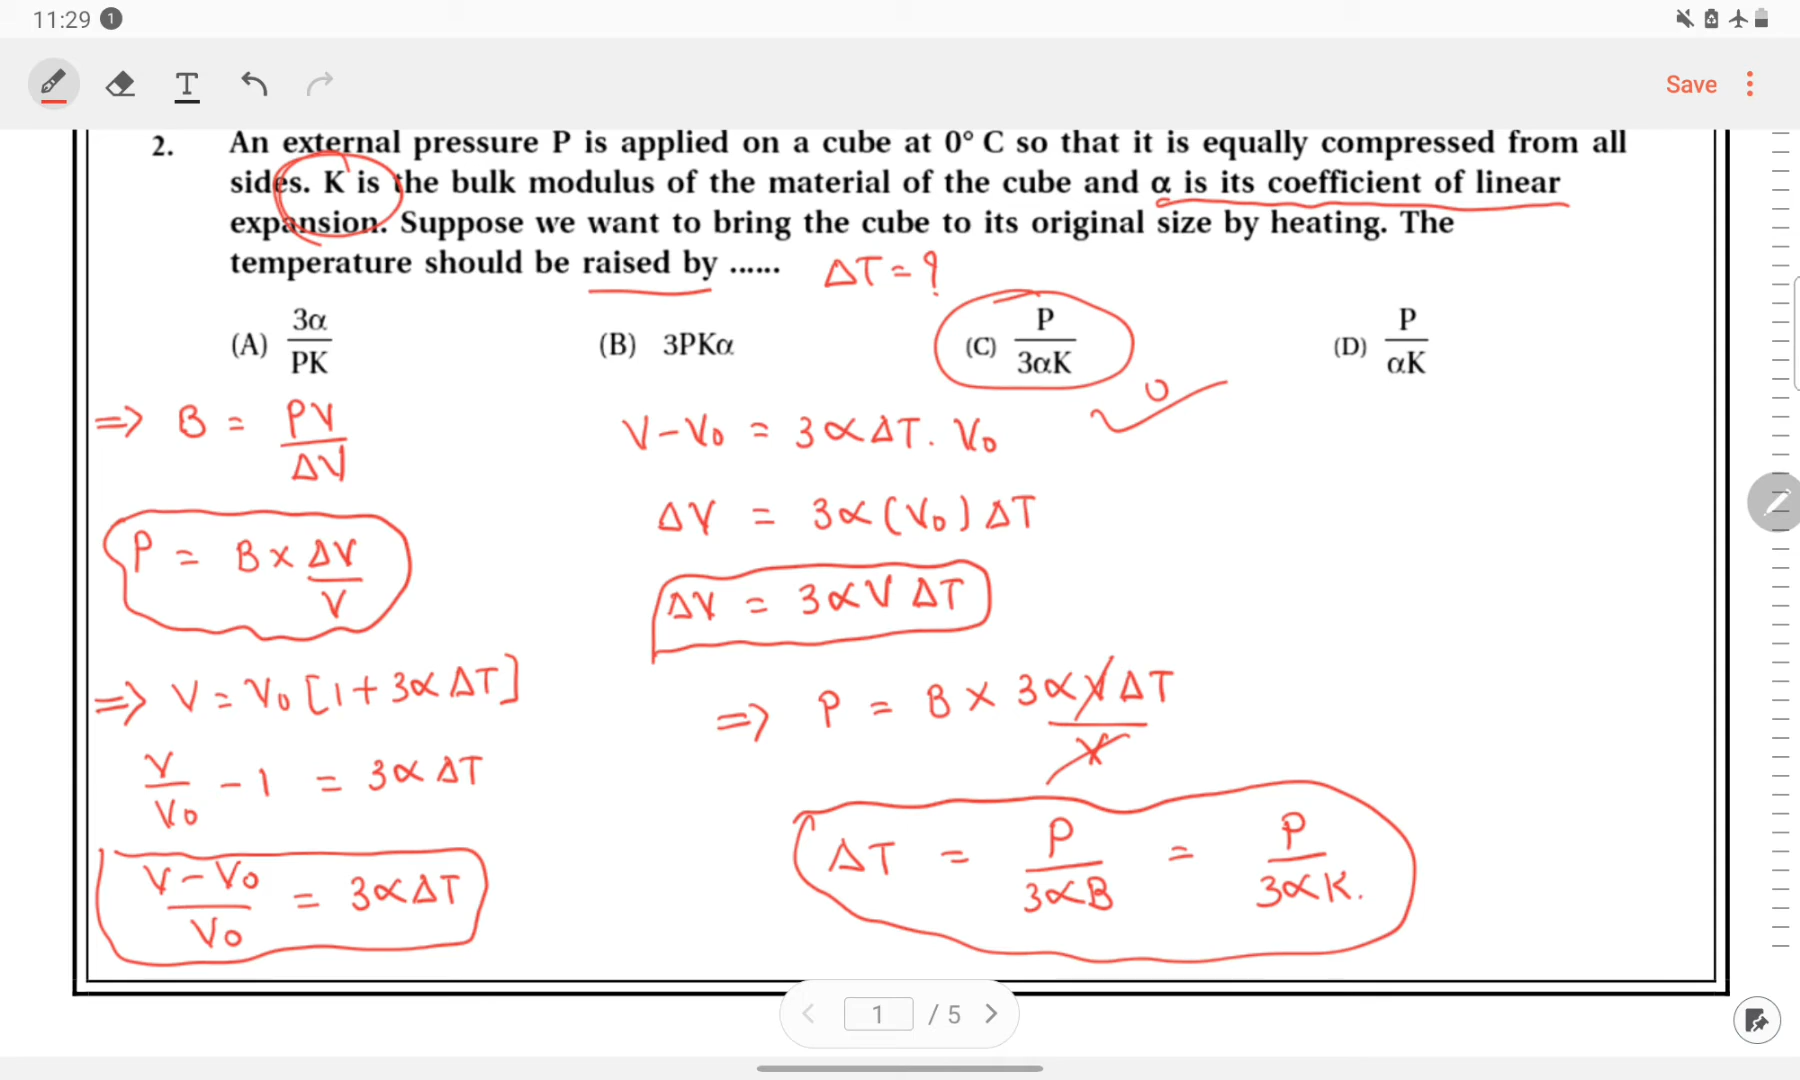 11:29 1
T Save
2. An external pressure P is applied on a cube at 0° C so that it is equally compressed from all
sides. K is the bulk modulus of the material of the cube and α is its coefficient of linear
expansion. Suppose we want to bring the cube to its original size by heating. The
temperature should be raised by ...... ΔT = ?
(A) 3α/PK (B) 3PKα (C) P/3αK (D) P/αK
⇒ B = PV/ΔV
V-V₀ = 3αΔT. V₀
ΔV = 3α(V₀)ΔT
P = B × ΔV/V
ΔV = 3αVΔT
⇒ V = V₀[1+3αΔT]
⇒ P = B × 3αVΔT/V
V/V₀ - 1 = 3αΔT
V-V₀/V₀ = 3αΔT
ΔT = P/3αB = P/3αK.
1 / 5